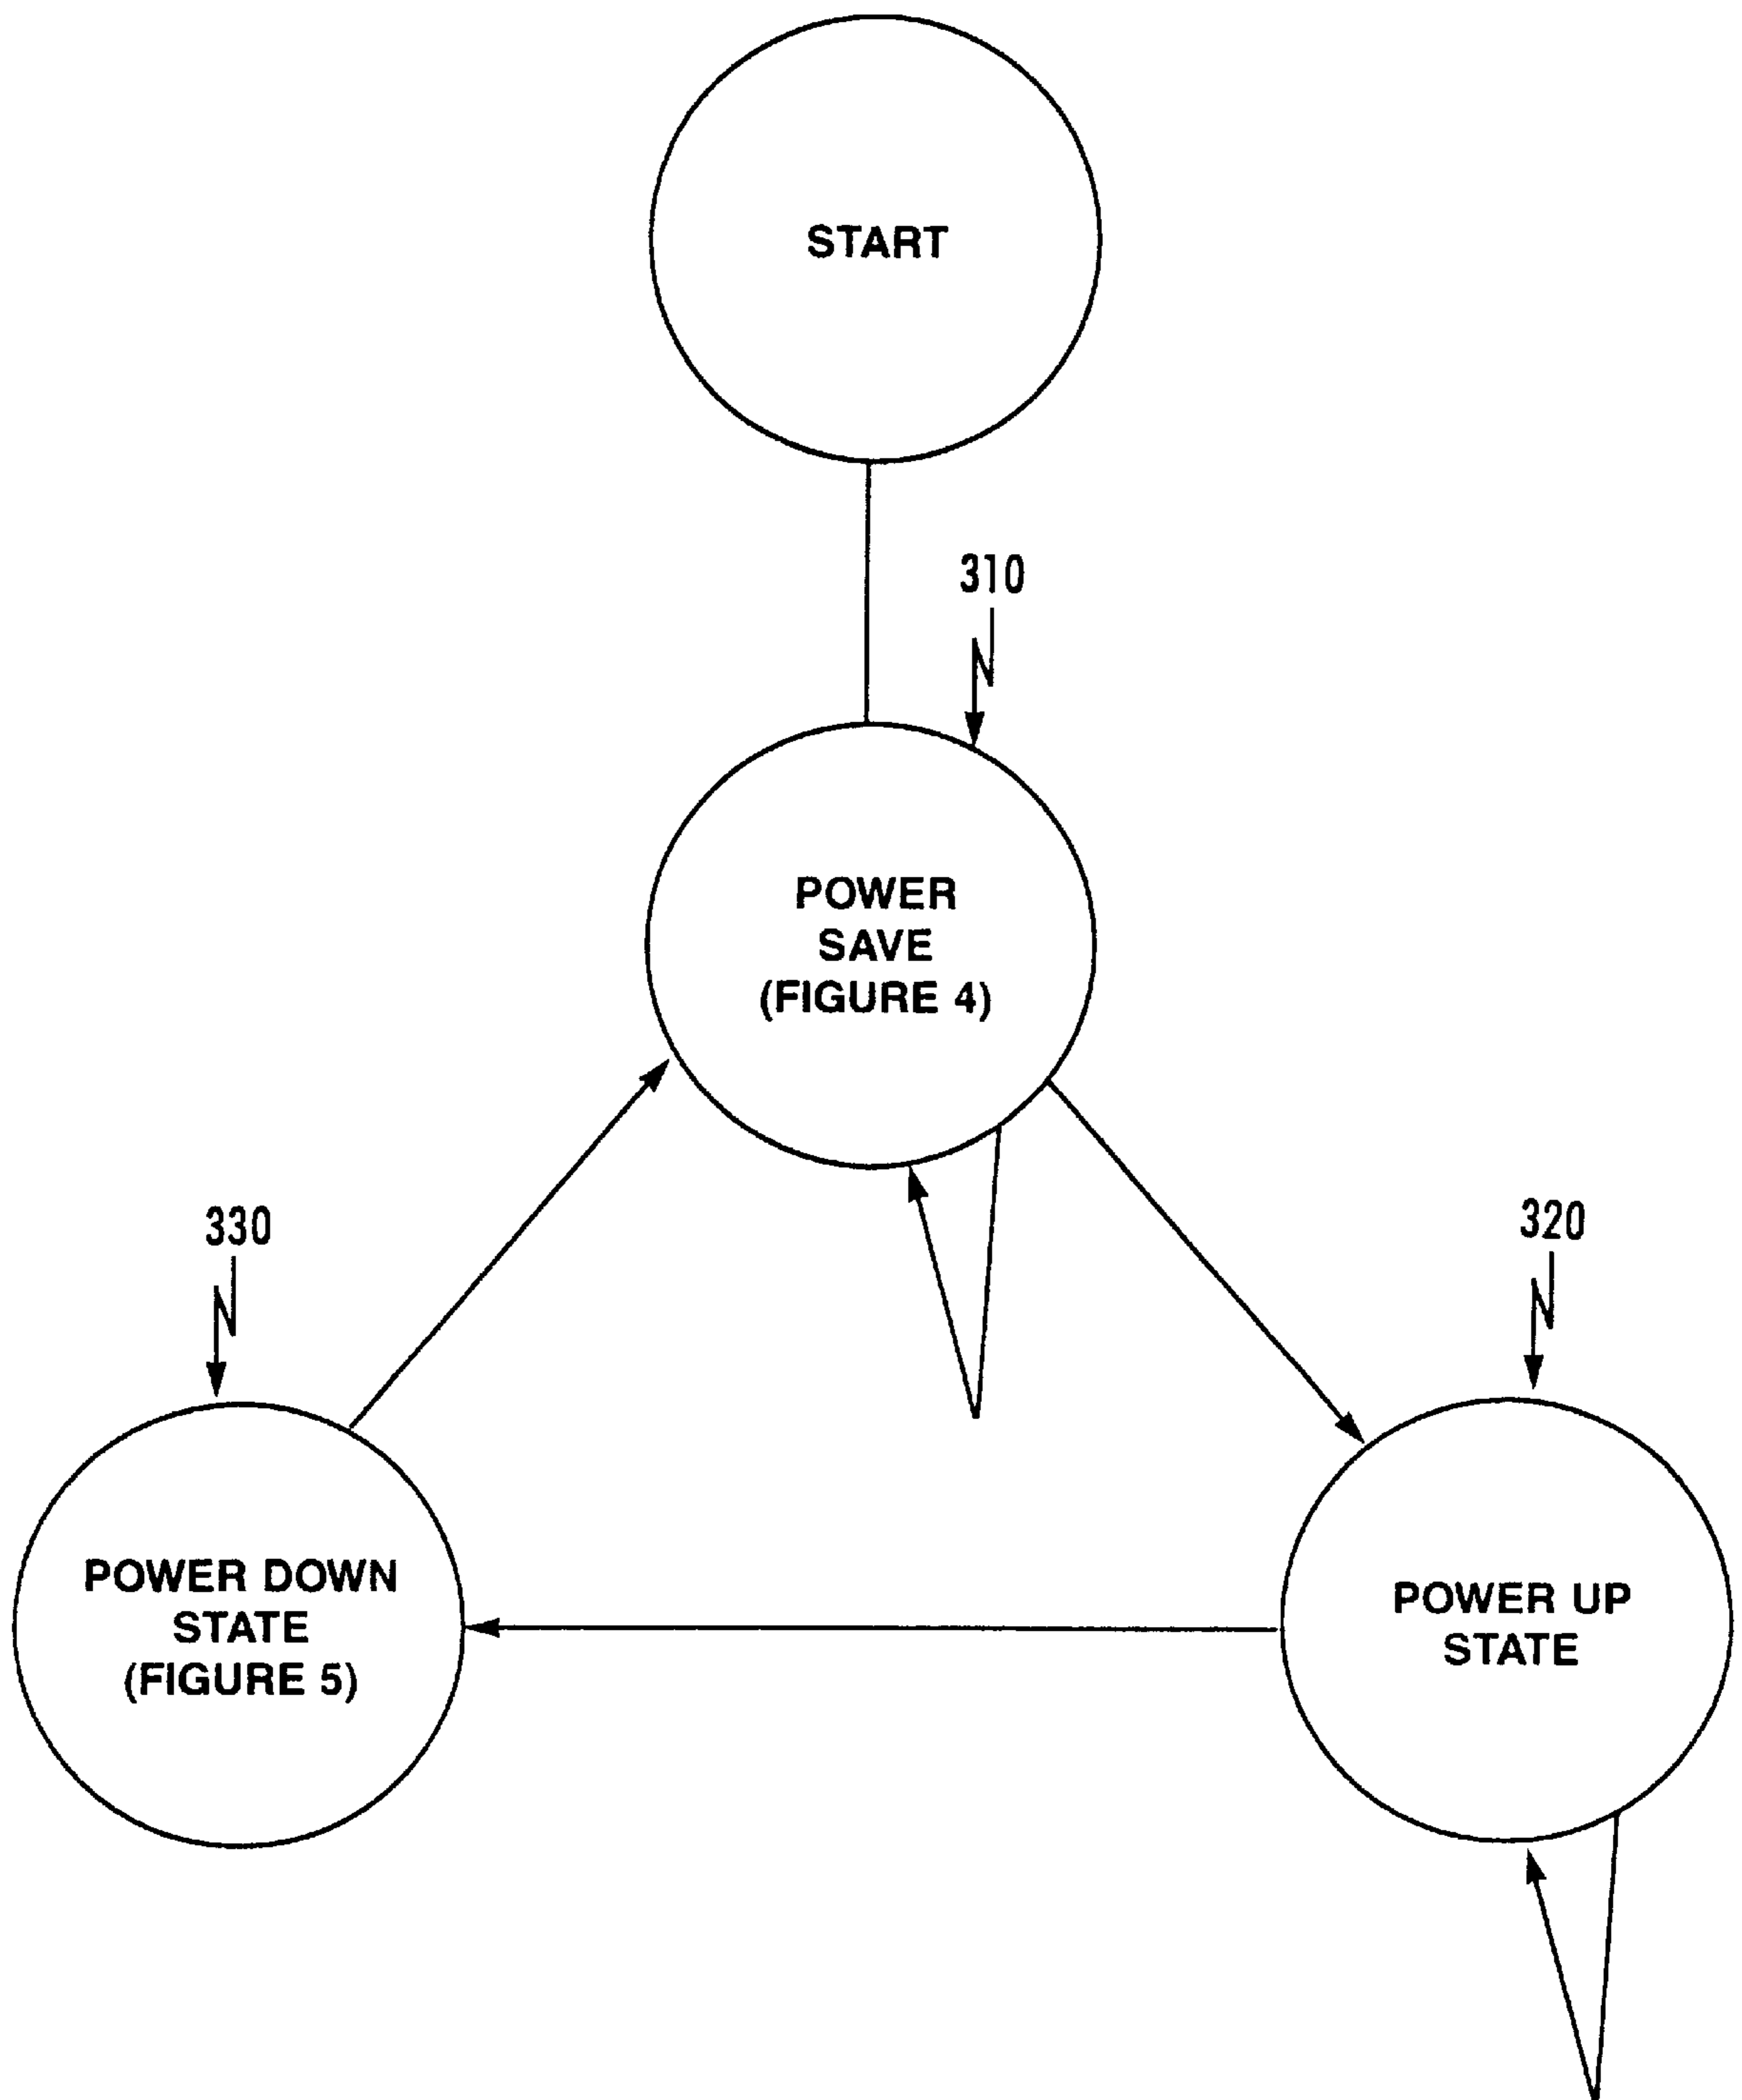 START
310
POWER
SAVE
(FIGURE 4)
330
320
POWER DOWN
STATE
(FIGURE 5)
POWER UP
STATE